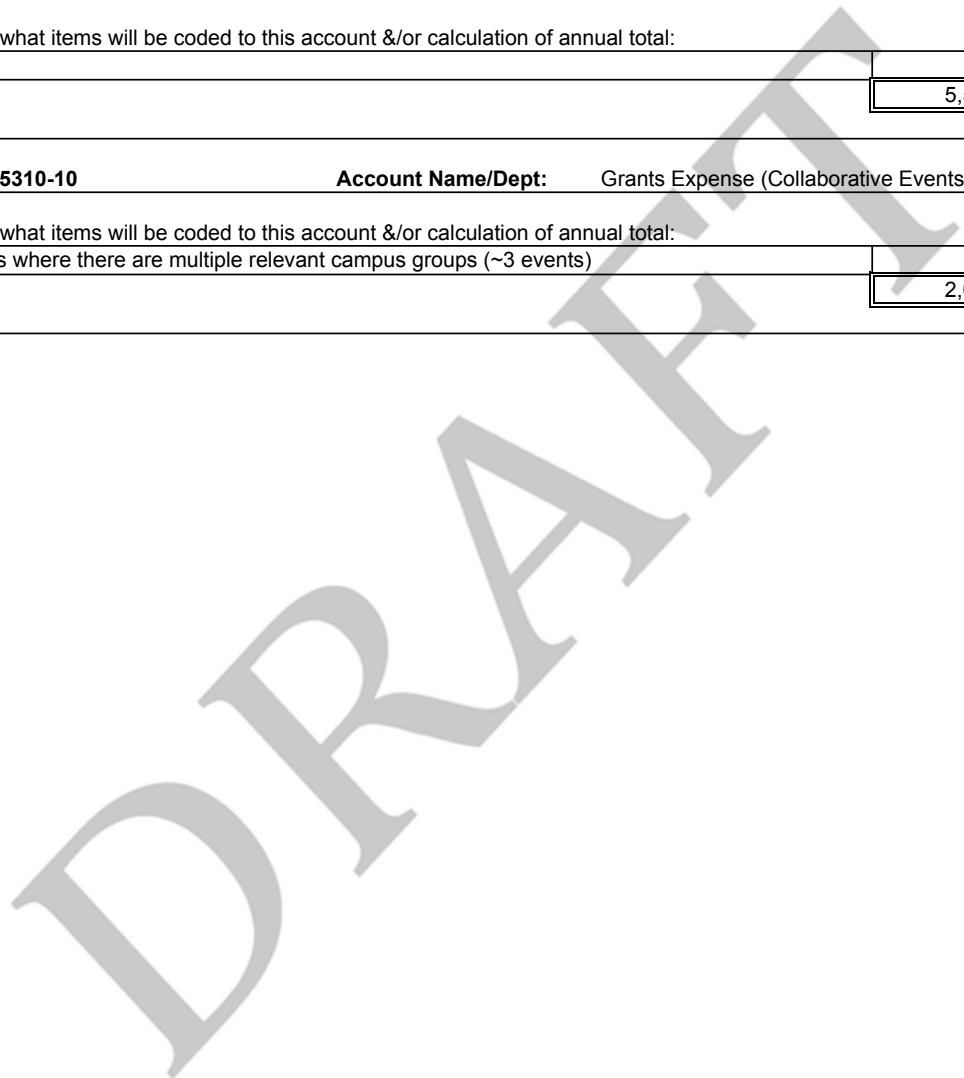 what items will be coded to this account &/or calculation of annual total:
5,
5310-10 Account Name/Dept: Grants Expense (Collaborative Events
what items will be coded to this account &/or calculation of annual total:
s where there are multiple relevant campus groups (~3 events)
2,
DRAFT